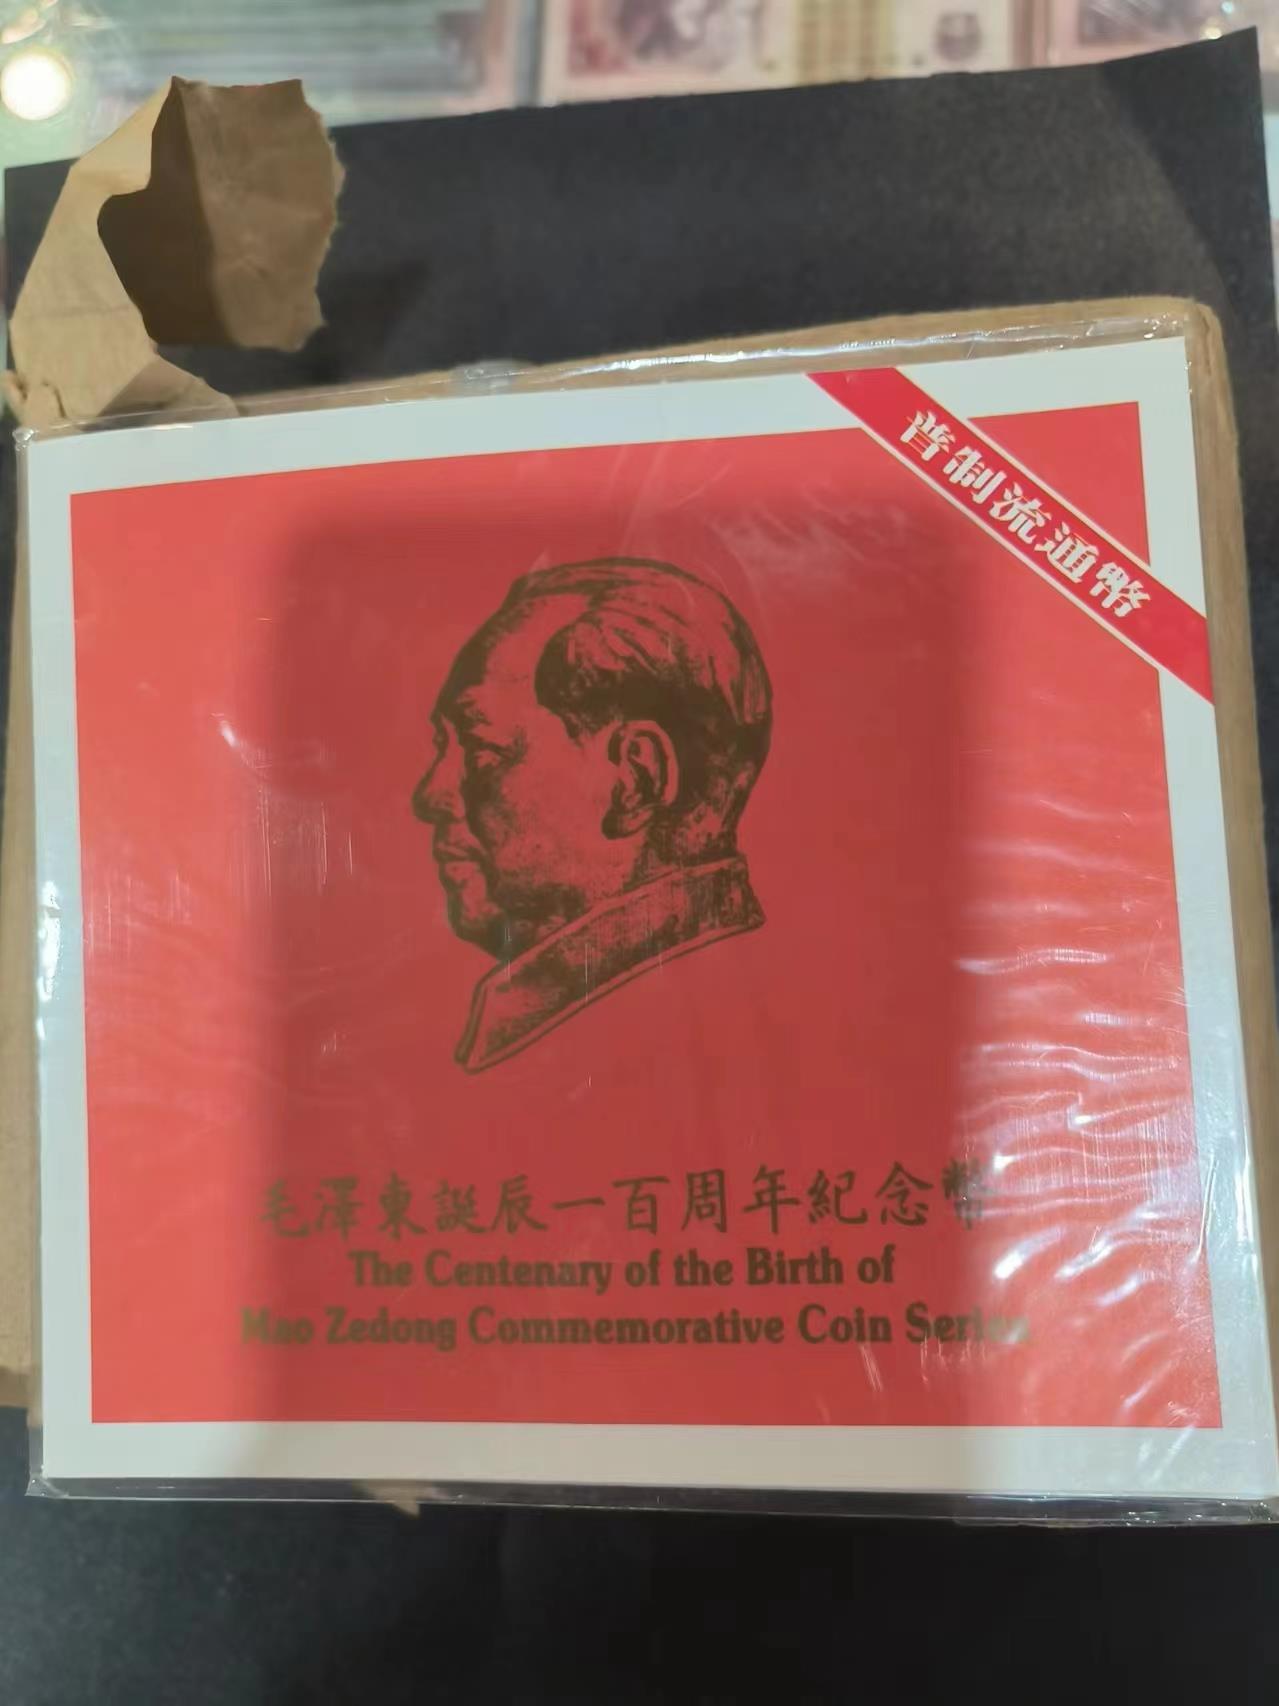 普制流通幣
毛澤東誕辰一百周年紀念幣
The Centenary of the Birth of
Mao Zedong Commemorative Coin Series